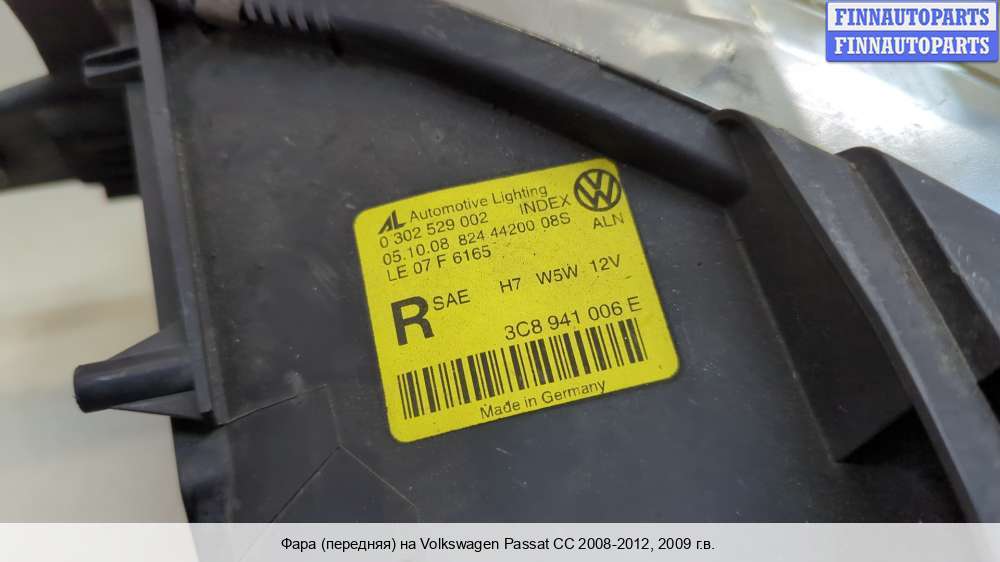 FINNAUTOPARTS
FINNAUTOPARTS
AL Automotive Lighting
0 302 529 002 INDEX
05.10.08 824 44200 08S
LE 07 F 6165
ALN
R SAE H7 W5W 12V
3C8 941 006 E
Made in Germany
Фара (передняя) на Volkswagen Passat CC 2008-2012, 2009 г.в.